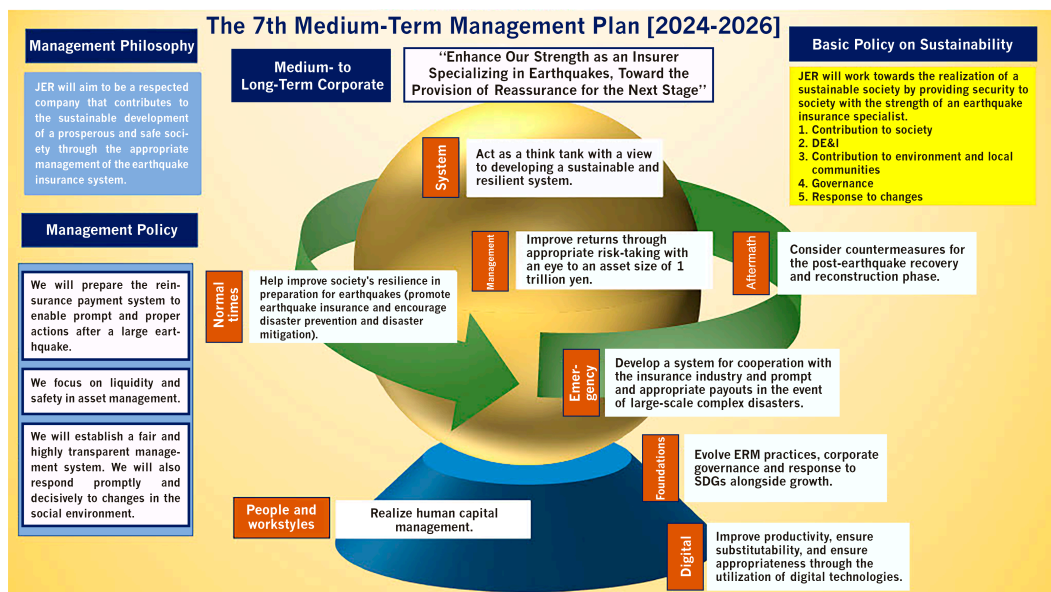 The 7th Medium-Term Management Plan [2024-2026]
Management Philosophy
JER will aim to be a respected
company that contributes to
the sustainable development
of a prosperous and safe soci-
ety through the appropriate
management of the earthquake
insurance system.
Management Policy
We will prepare the rein-
surance payment system to
enable prompt and proper
actions after a large eart-
hquake.
We focus on liquidity and
safety in asset management.
We will establish a fair and
highly transparent manage-
ment system. We will also
respond promptly and
decisively to changes in the
social environment.
Medium- to
Long-Term Corporate
‘‘Enhance Our Strength as an Insurer
Specializing in Earthquakes, Toward the
Provision of Reassurance for the Next Stage’’
Basic Policy on Sustainability
JER will work towards the realization of a
sustainable society by providing security to
society with the strength of an earthquake
insurance specialist.
1. Contribution to society
2. DE&I
3. Contribution to environment and local
communities
4. Governance
5. Response to changes
System
Act as a think tank with a view
to developing a sustainable and
resilient system.
Management
Improve returns through
appropriate risk-taking with
an eye to an asset size of 1
trillion yen.
Aftermath
Consider countermeasures for
the post-earthquake recovery
and reconstruction phase.
Normal
times
Help improve society's resilience in
preparation for earthquakes (promote
earthquake insurance and encourage
disaster prevention and disaster
mitigation).
Emer-
gency
Develop a system for cooperation with
the insurance industry and prompt
and appropriate payouts in the event
of large-scale complex disasters.
Foundations
Evolve ERM practices, corporate
governance and response to
SDGs alongside growth.
People and
workstyles
Realize human capital
management.
Digital
Improve productivity, ensure
substitutability, and ensure
appropriateness through the
utilization of digital technologies.